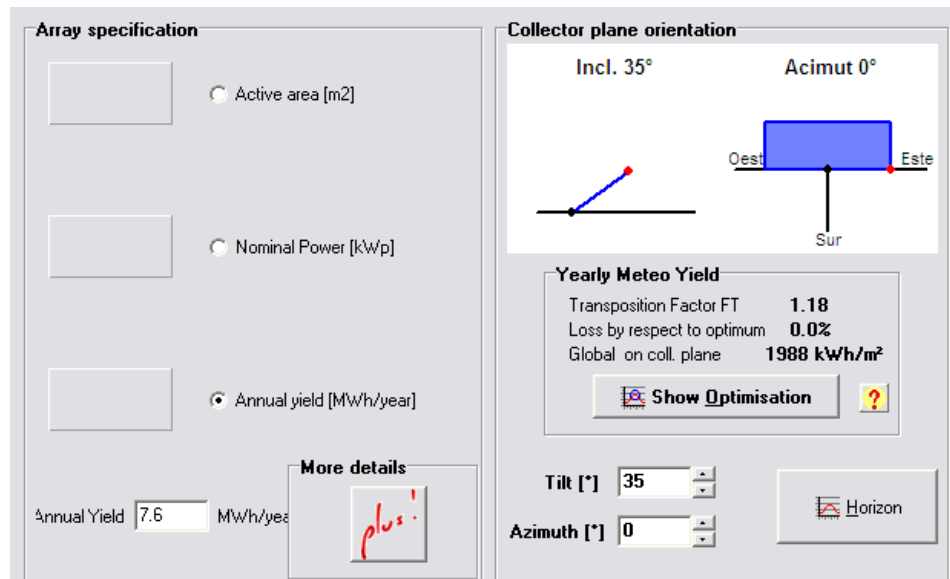 Array specification
Active area [m2]
Nominal Power [kWp]
Annual yield [MWh/year]
More details
Annual Yield 7.6 MWh/yea
plus!
Collector plane orientation
Incl. 35° Acimut 0°
Oest Este
Sur
Yearly Meteo Yield
Transposition Factor FT 1.18
Loss by respect to optimum 0.0%
Global on coll. plane 1988 kWh/m²
Show Optimisation ?
Tilt [°] 35
Azimuth [°] 0
Horizon